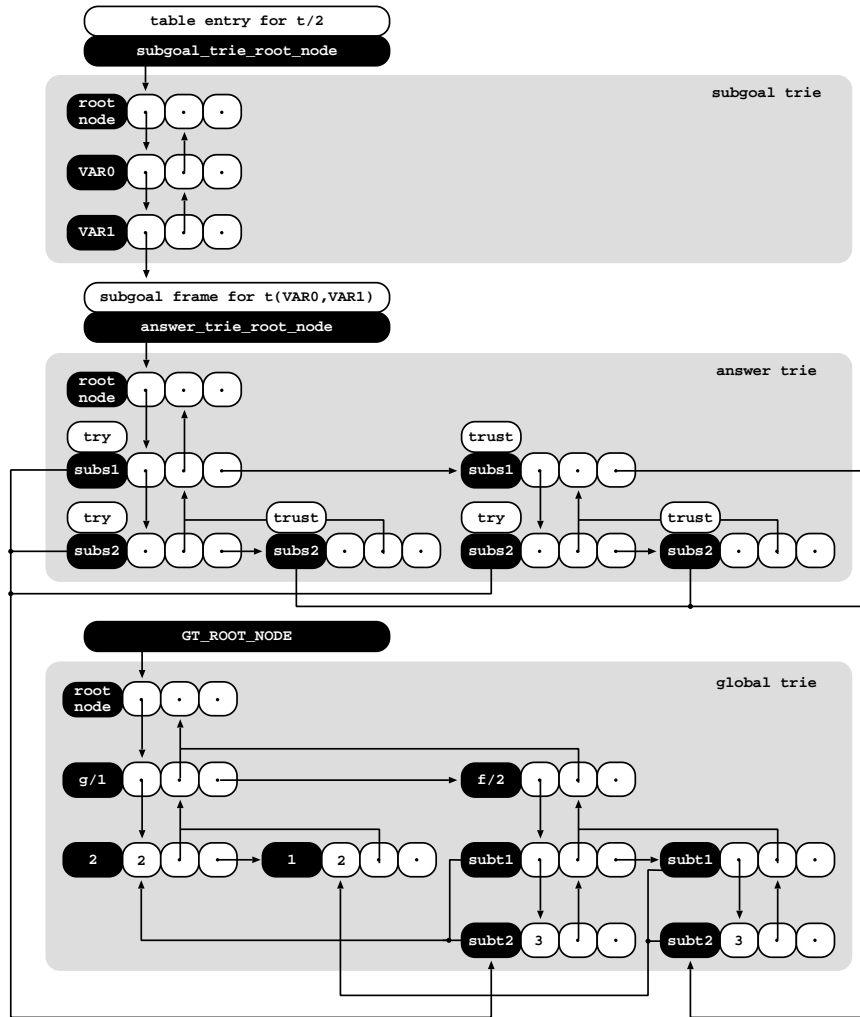 table entry for t/2
subgoal_trie_root_node
subgoal trie
root
node
VAR0
VAR1
subgoal frame for t(VAR0,VAR1)
answer_trie_root_node
answer trie
root
node
try trust
subs1 subs1
try trust try trust
subs2 subs2 subs2 subs2
GT_ROOT_NODE
global trie
root
node
g/1 f/2
2 2 1 2 subt1 subt1
subt2 3 subt2 3